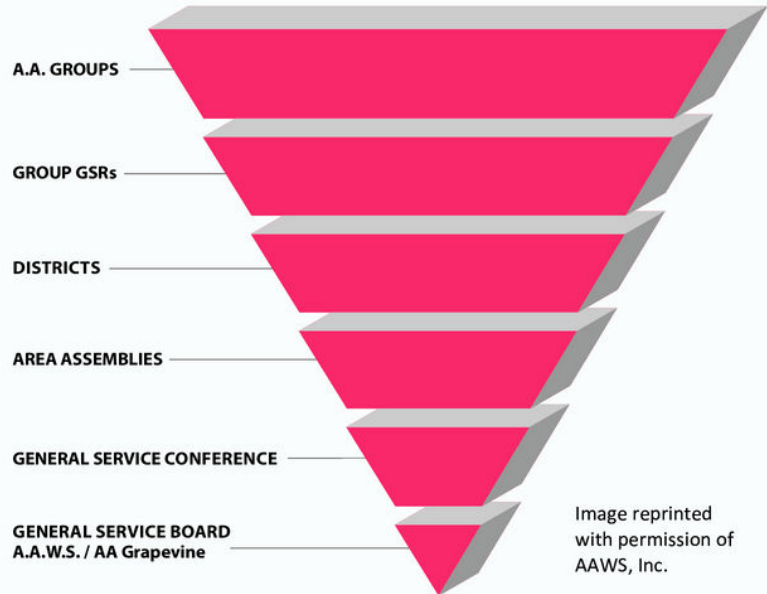 A.A. GROUPS
GROUP GSRs
DISTRICTS
AREA ASSEMBLIES
GENERAL SERVICE CONFERENCE
GENERAL SERVICE BOARD
A.A.W.S. / AA Grapevine
Image reprinted
with permission of
AAWS, Inc.